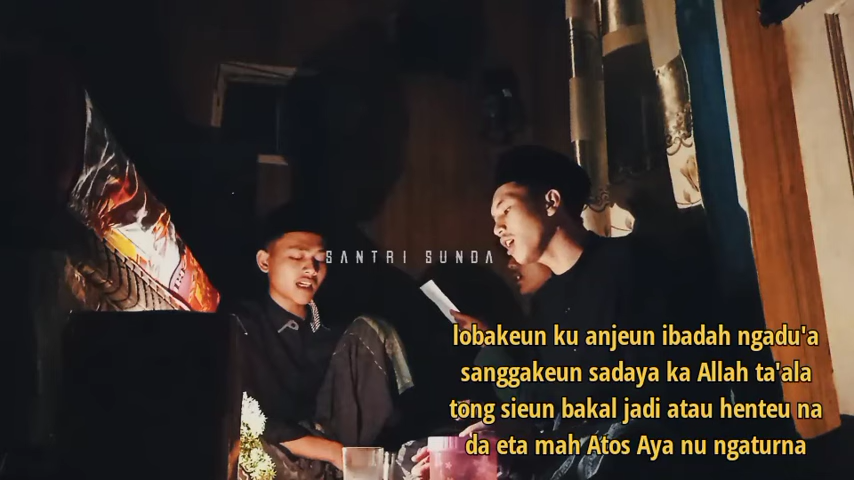 SANTRI SUNDA
lobakeun ku anjeun ibadah ngadu'a
sanggakeun sadaya ka Allah ta'ala
tong sieun bakal jadi atau henteu na
da eta mah Atos Aya nu ngaturna